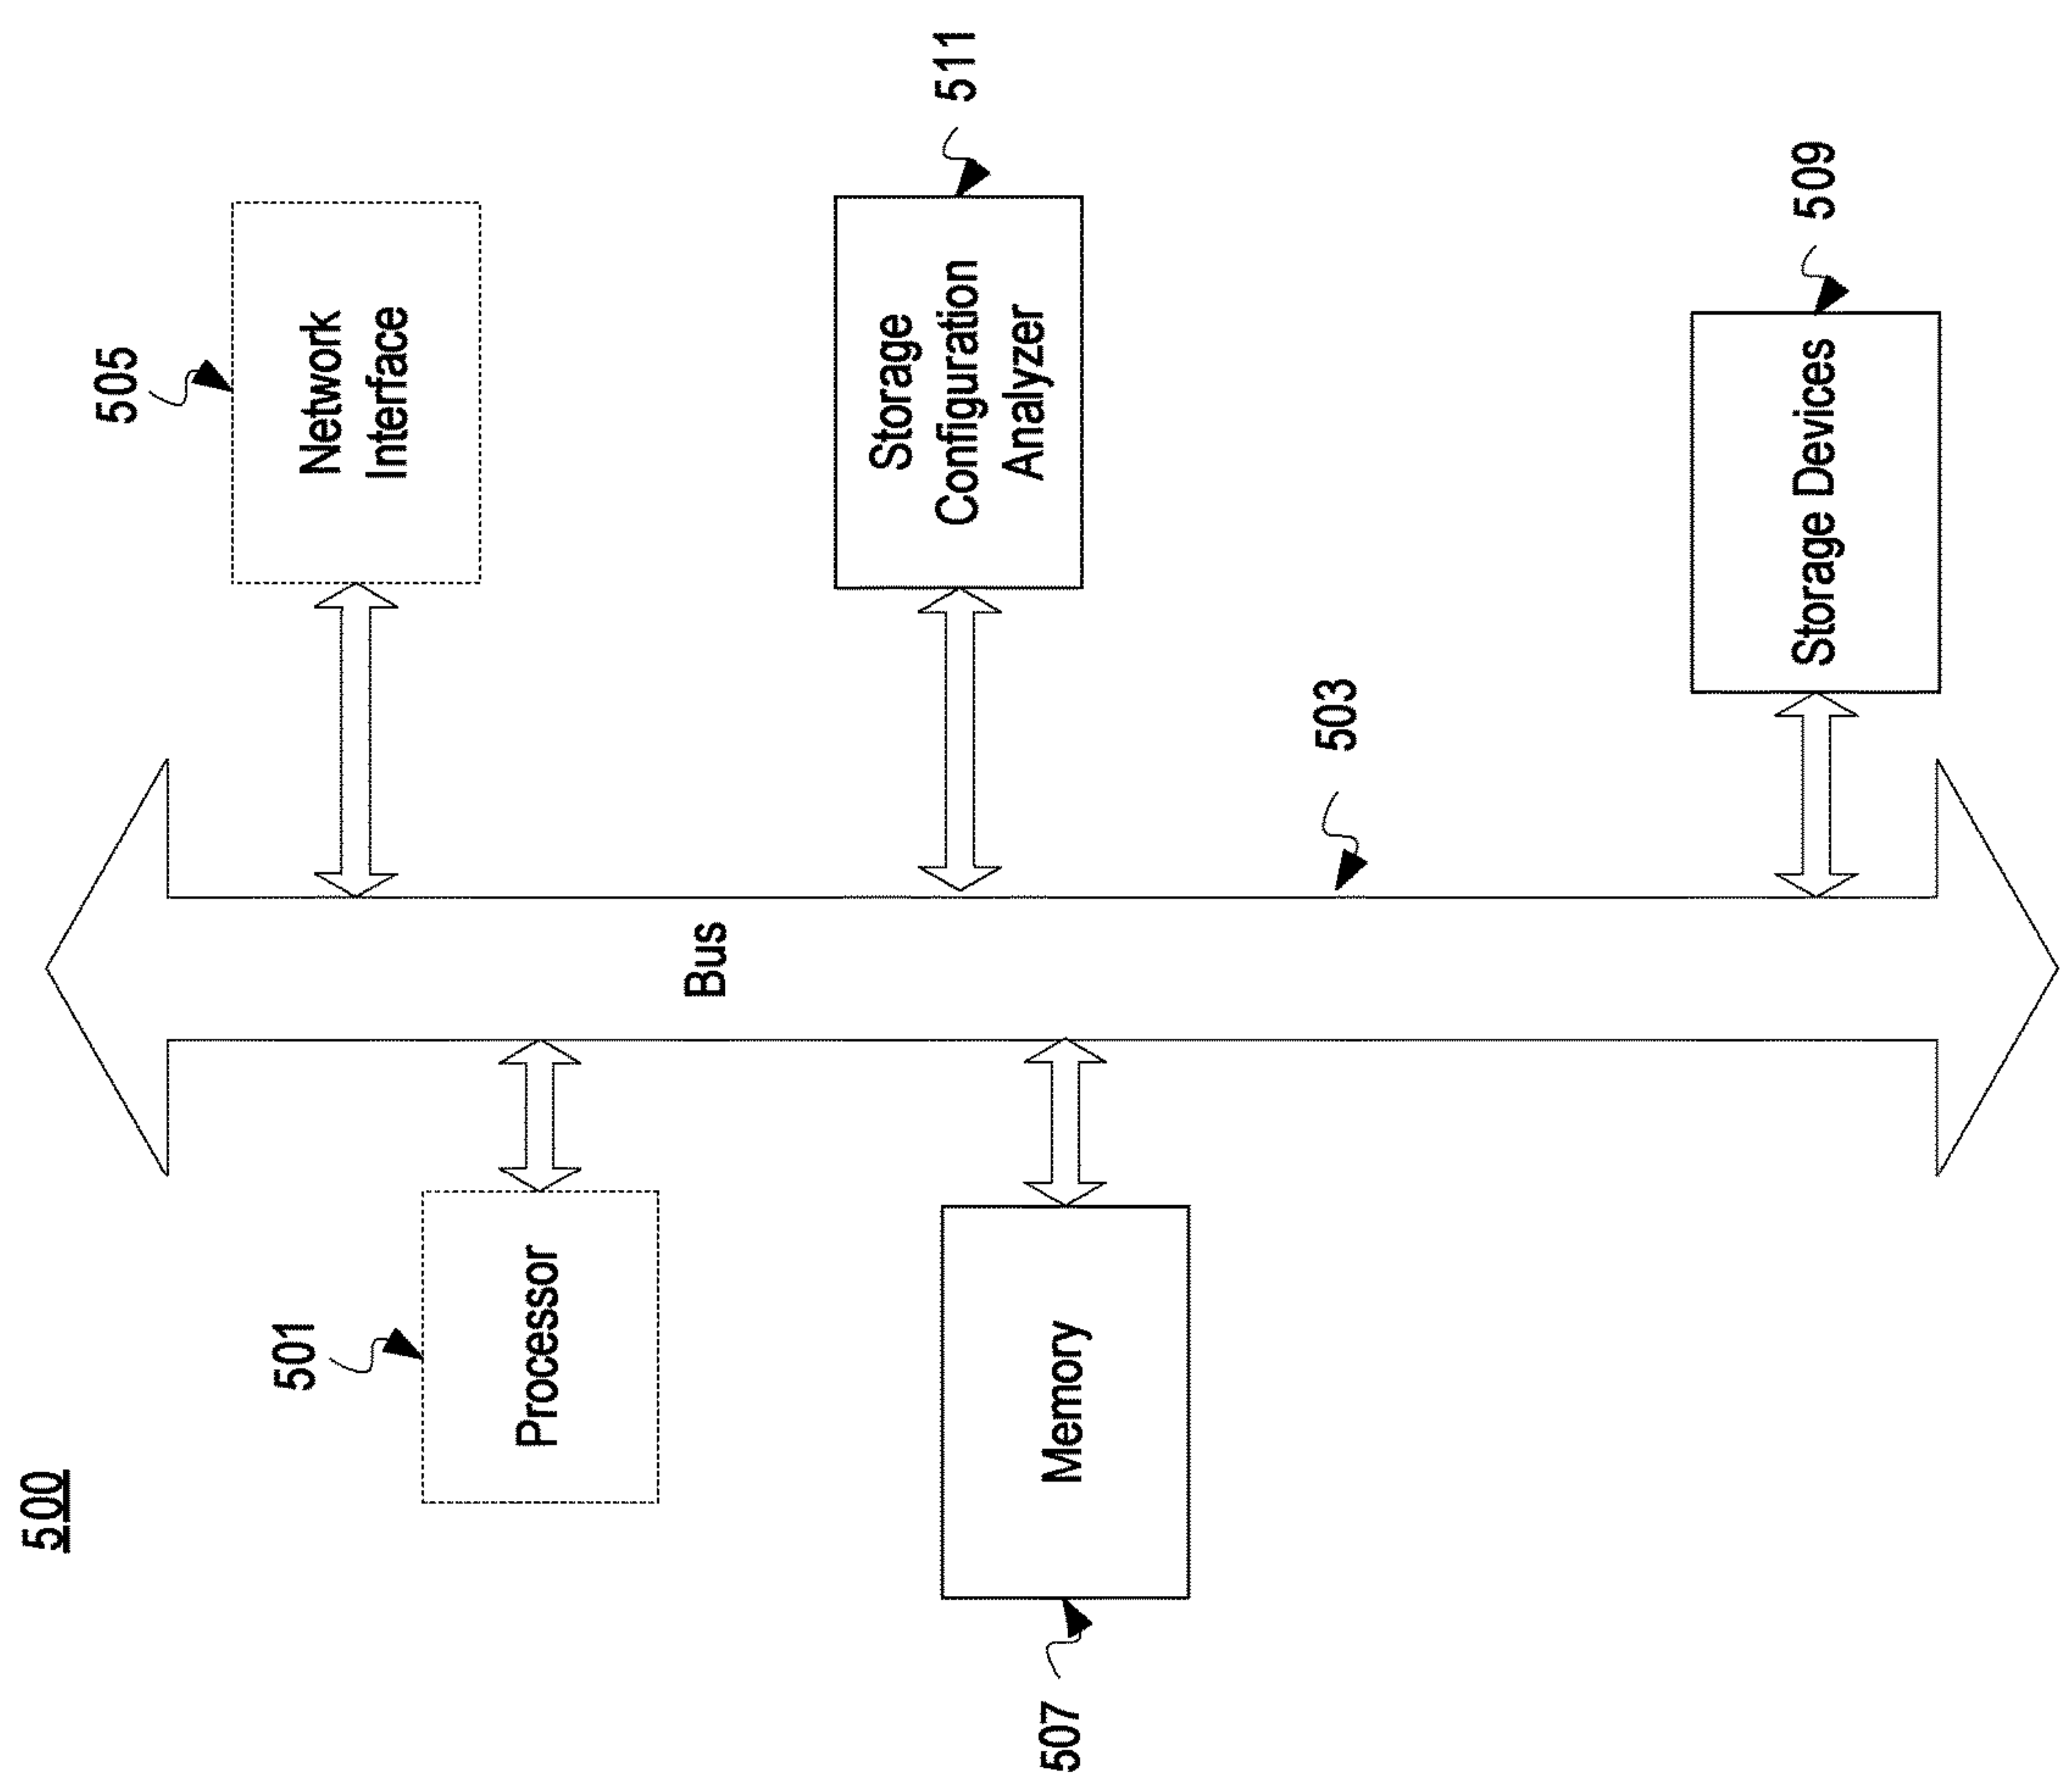 500
501
Processor
507
Memory
Bus
503
505
Network
Interface
511
Storage
Configuration
Analyzer
509
Storage Devices